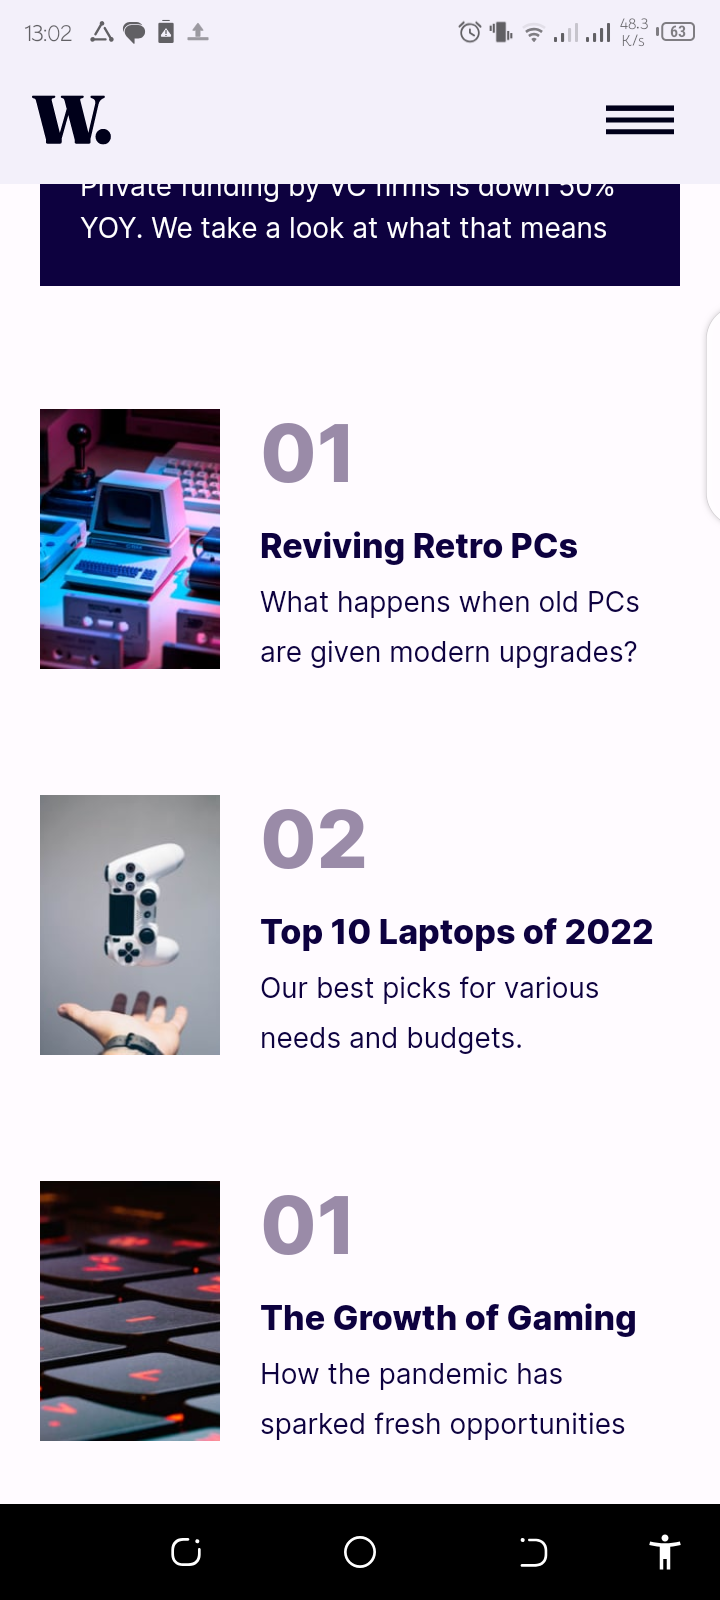 13:02
48.3
K/s
63
W.
Private funding by VC firms is down 50%
YOY. We take a look at what that means
01
Reviving Retro PCs
What happens when old PCs
are given modern upgrades?
02
Top 10 Laptops of 2022
Our best picks for various
needs and budgets.
01
The Growth of Gaming
How the pandemic has
sparked fresh opportunities